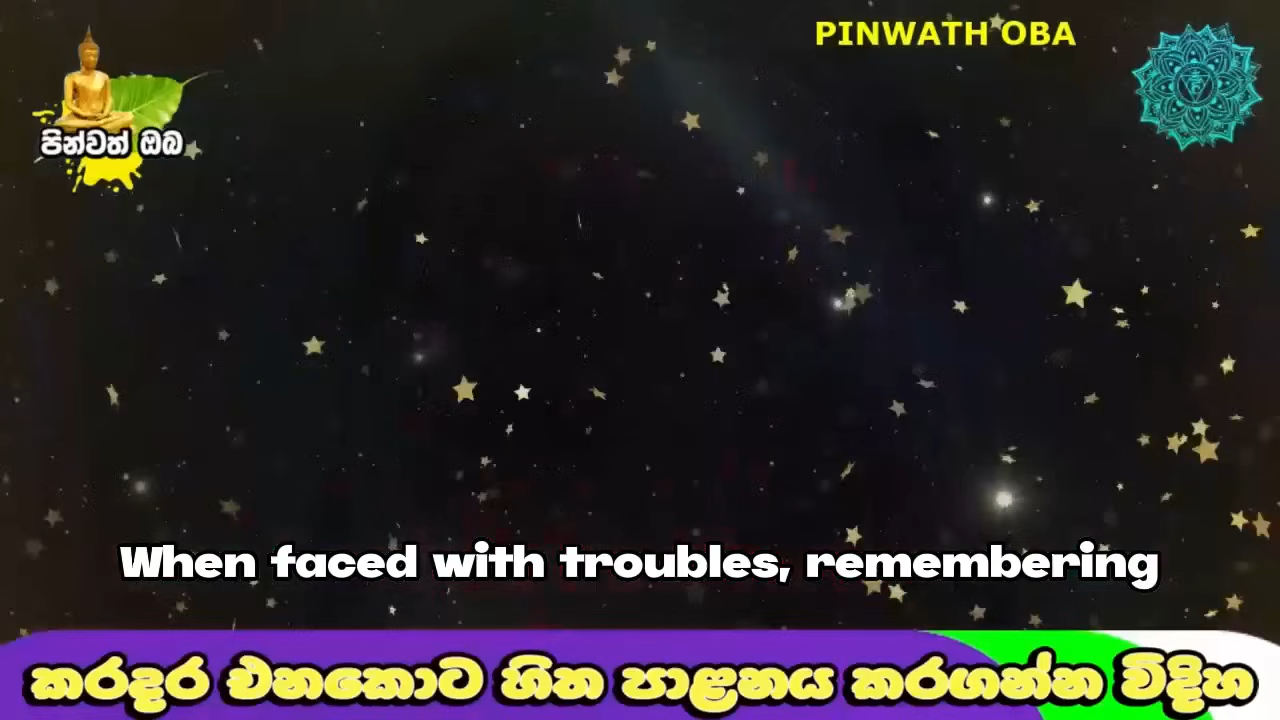 PINWATH OBA
පින්වත් ඔබ
When faced with troubles, remembering
කරදර එනකොට හිත පාළනය කරගන්න විදිහ